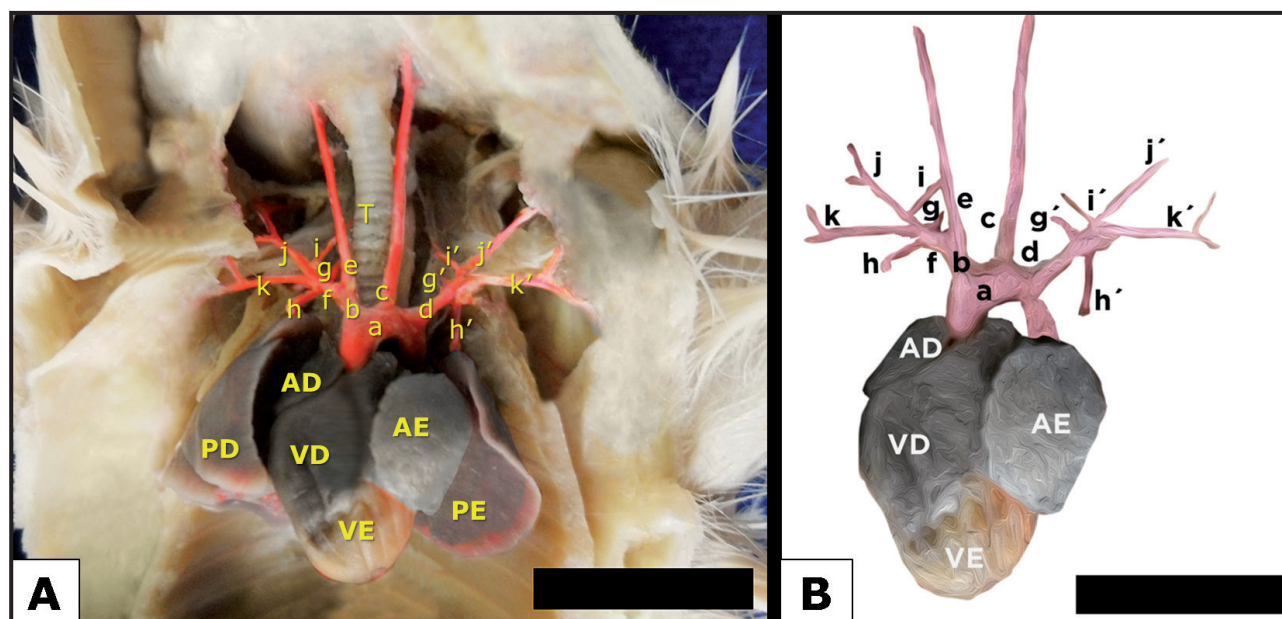 T
j i g e
k h f b c
a
d g´ i´ j´
k´
h´
AD
PD
VD
AE
PE
VE
A
j i
k g e
h f b c
a
d g´ i´
j´
k´
h´
AD
VD
AE
VE
B